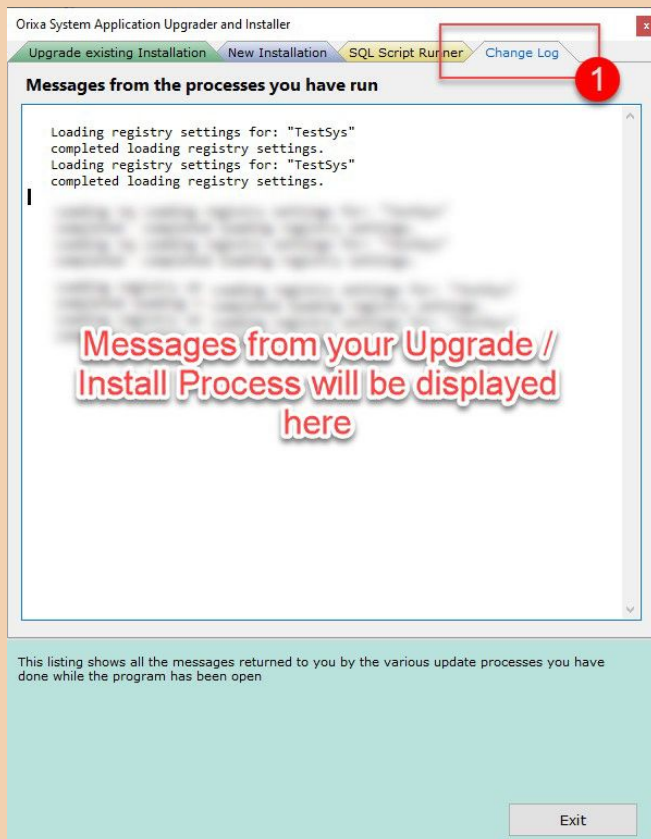 Orixa System Application Upgrader and Installer
x
Upgrade existing Installation New Installation SQL Script Runner Change Log
1
Messages from the processes you have run
Loading registry settings for: "TestSys"
completed loading registry settings.
Loading registry settings for: "TestSys"
completed loading registry settings.
Messages from your Upgrade /
Install Process will be displayed
here
This listing shows all the messages returned to you by the various update processes you have
done while the program has been open
Exit